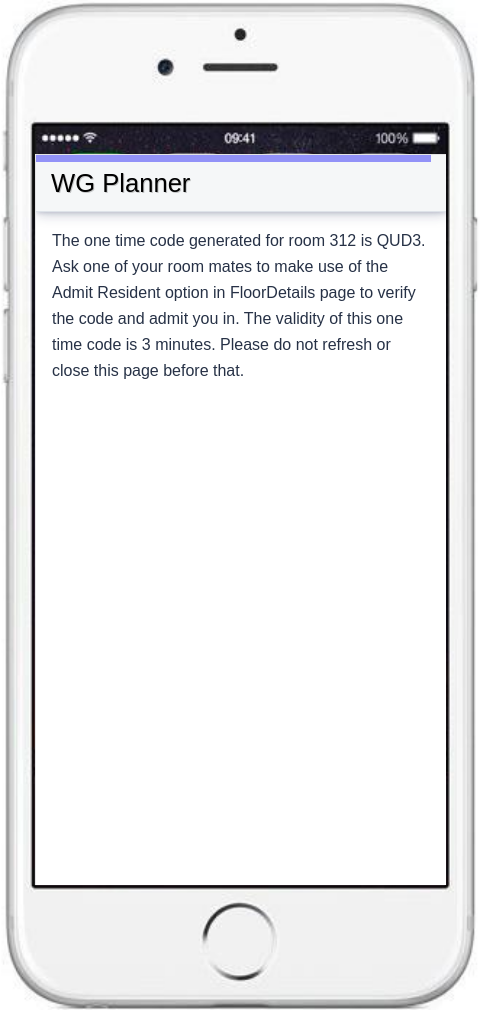 09:41
100%
WG Planner
The one time code generated for room 312 is QUD3.
Ask one of your room mates to make use of the
Admit Resident option in FloorDetails page to verify
the code and admit you in. The validity of this one
time code is 3 minutes. Please do not refresh or
close this page before that.